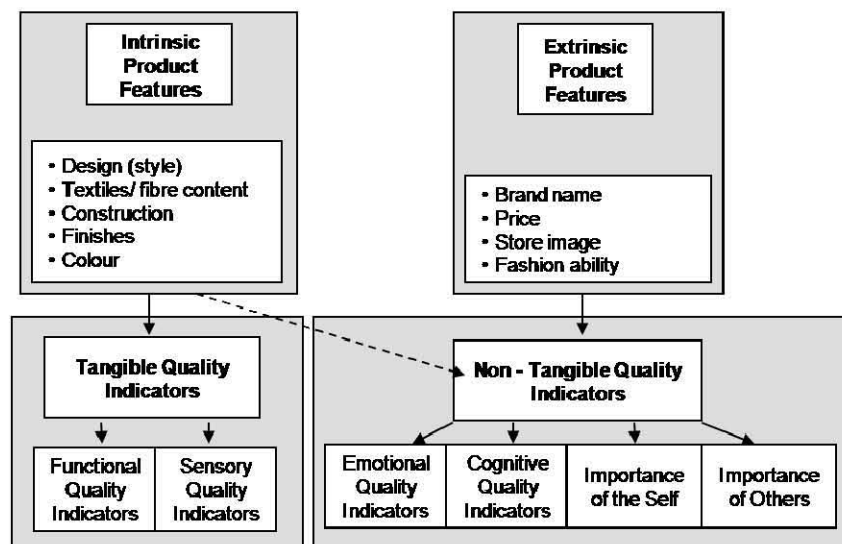 Intrinsic
Product
Features
• Design (style)
• Textiles/ fibre content
• Construction
• Finishes
• Colour
Extrinsic
Product
Features
• Brand name
• Price
• Store image
• Fashion ability
Tangible Quality
Indicators
Functional
Quality
Indicators
Sensory
Quality
Indicators
Non - Tangible Quality
Indicators
Emotional
Quality
Indicators
Cognitive
Quality
Indicators
Importance
of the Self
Importance
of Others